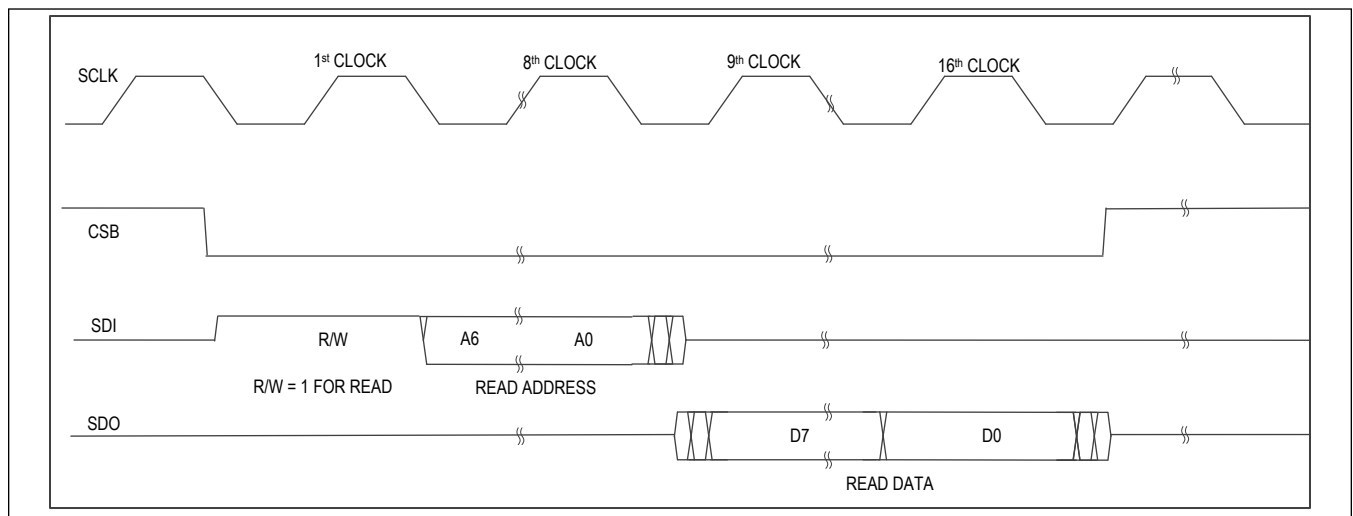 1st CLOCK 8th CLOCK 9th CLOCK 16th CLOCK
SCLK
CSB
SDI
R/W A6 A0
R/W = 1 FOR READ READ ADDRESS
SDO
D7 D0
READ DATA